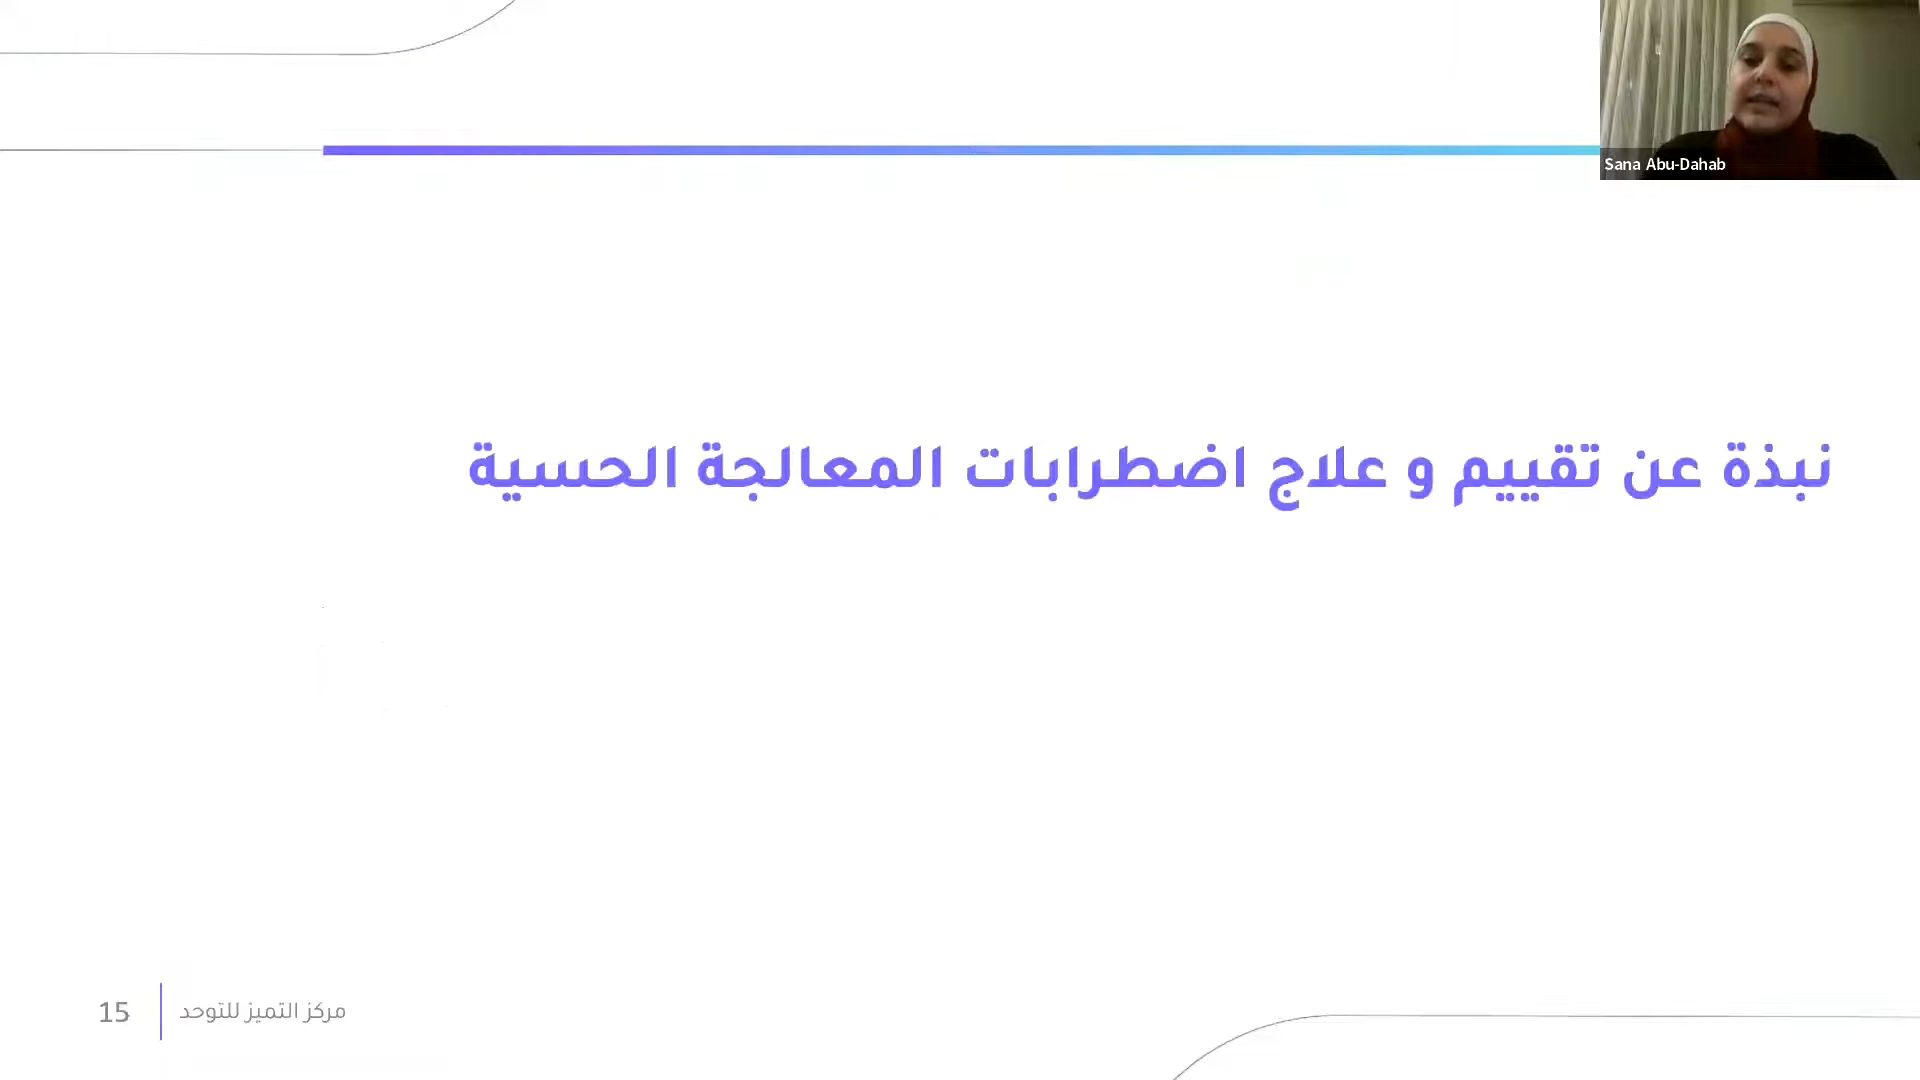 Sana Abu-Dahab
نبذة عن تقييم و علاج اضطرابات المعالجة الحسية
مركز التميز للتوحد
15